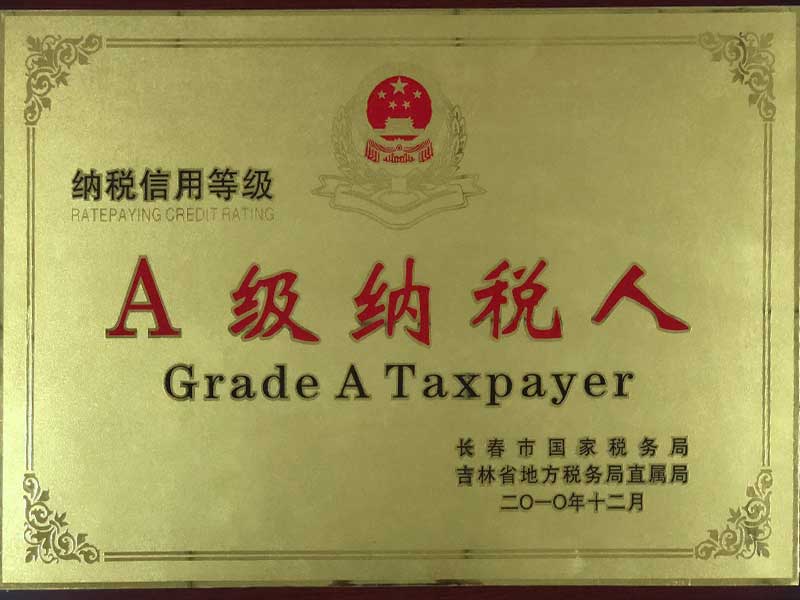 纳税信用等级
RATEPAYING CREDIT RATING
A级纳税人
Grade A Taxpayer
长春市国家税务局
吉林省地方税务局直属局
二〇一〇年十二月